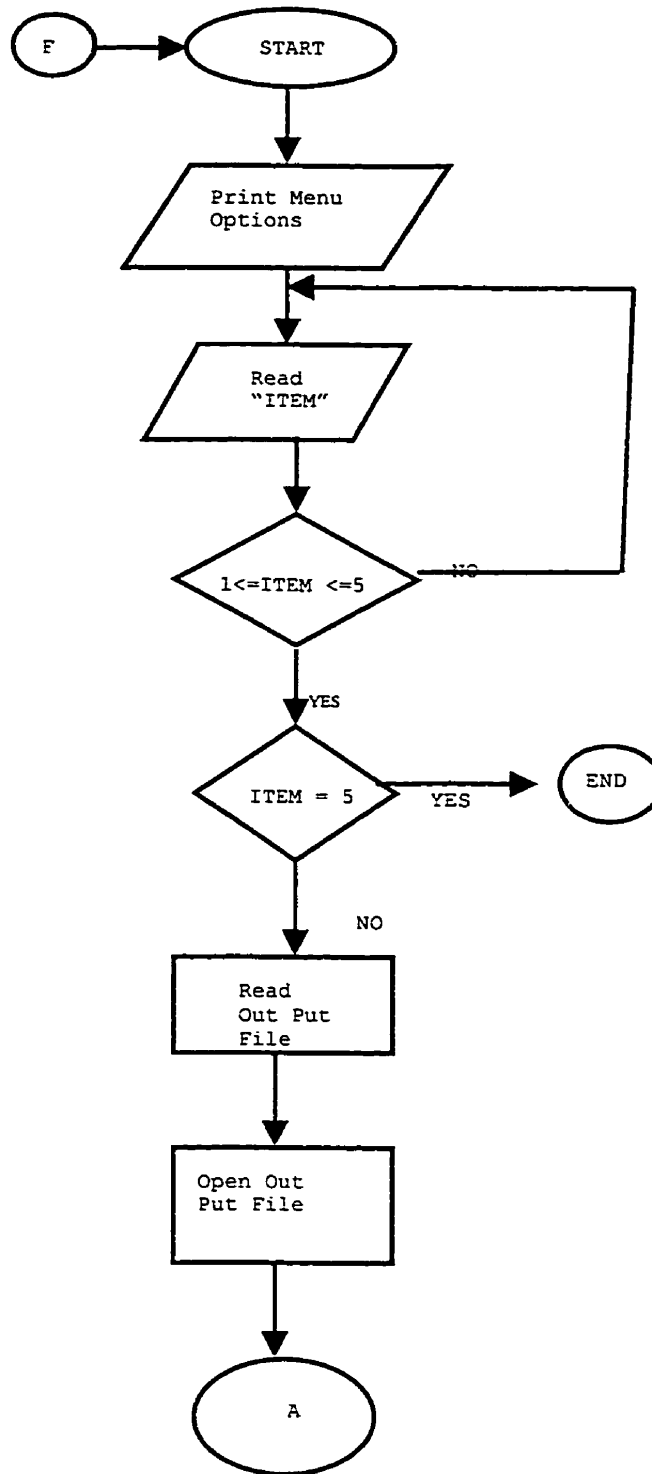 F
START
Print Menu
Options
Read
“ITEM”
1<=ITEM <=5
NO
YES
ITEM = 5
YES
END
NO
Read
Out Put
File
Open Out
Put File
A